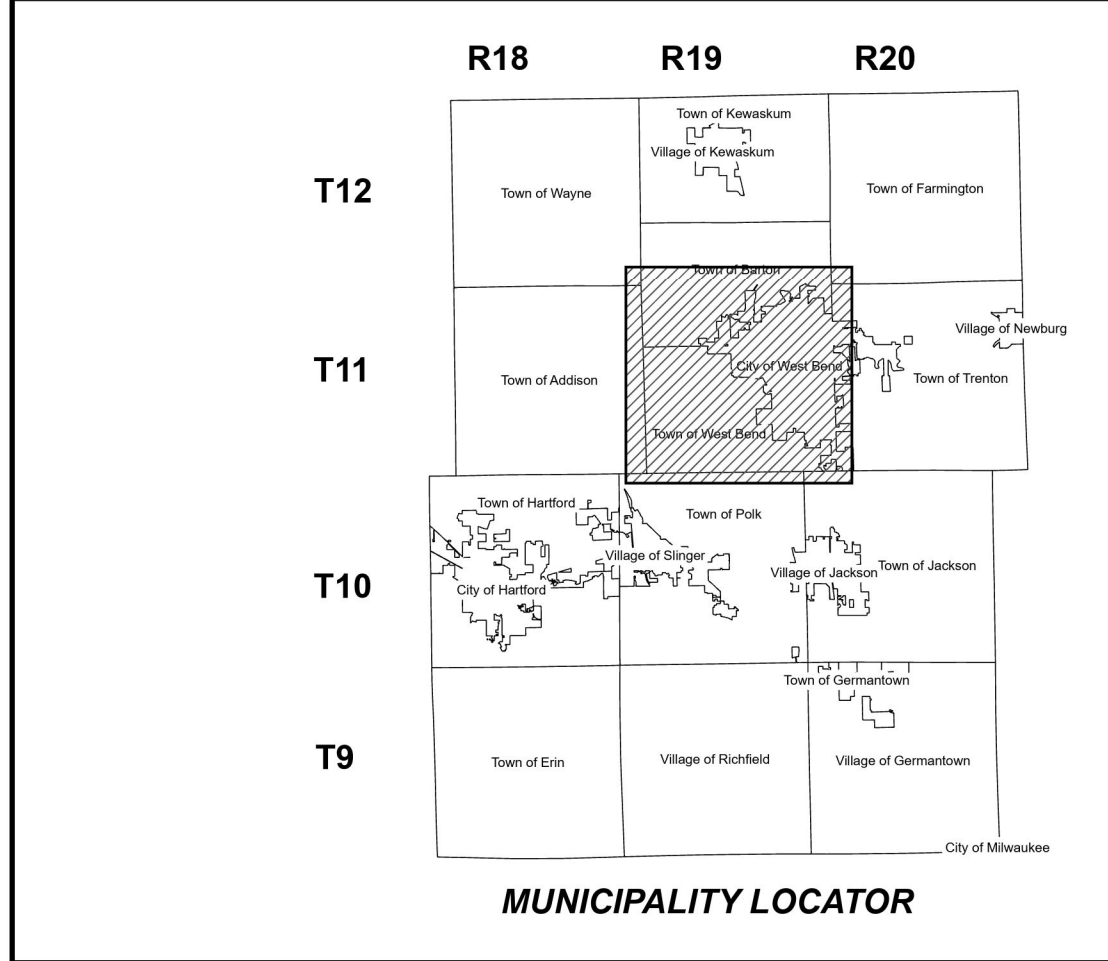 R18 R19 R20
Town of Kewaskum
Village of Kewaskum
T12
Town of Wayne
Town of Farmington
Town of Barton
Village of Newburg
T11
City of West Bend
Town of Addison
Town of Trenton
Town of West Bend
Town of Hartford
Town of Polk
Village of Slinger
T10
Village of Jackson
Town of Jackson
City of Hartford
Town of Germantown
T9
Town of Erin
Village of Richfield
Village of Germantown
City of Milwaukee
MUNICIPALITY LOCATOR